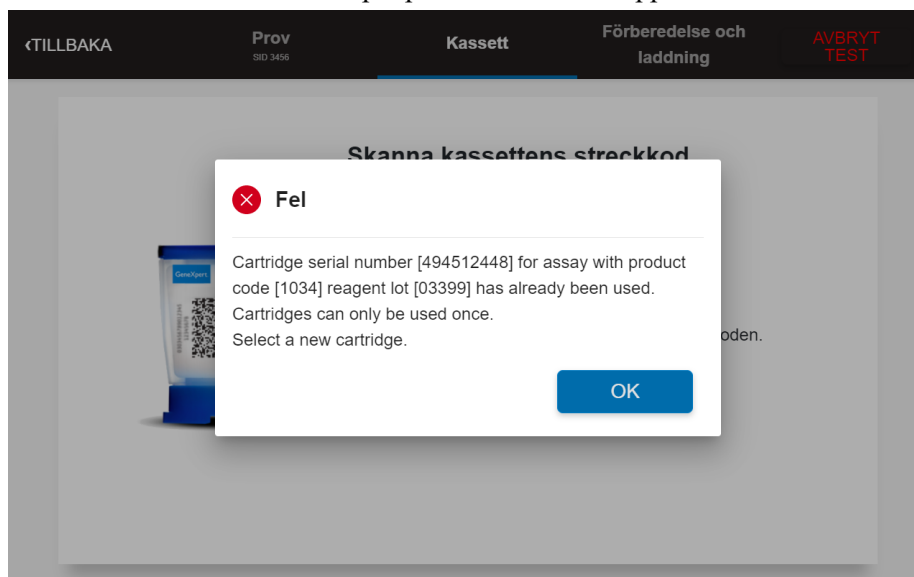 ‹TILLBAKA
Prov
SID 3456
Kassett
Förberedelse och
laddning
AVBRYT
TEST
Skanna kassettens streckkod
Fel
Cartridge serial number [494512448] for assay with product
code [1034] reagent lot [03399] has already been used.
Cartridges can only be used once.
Select a new cartridge.
oden.
OK
GeneXpert